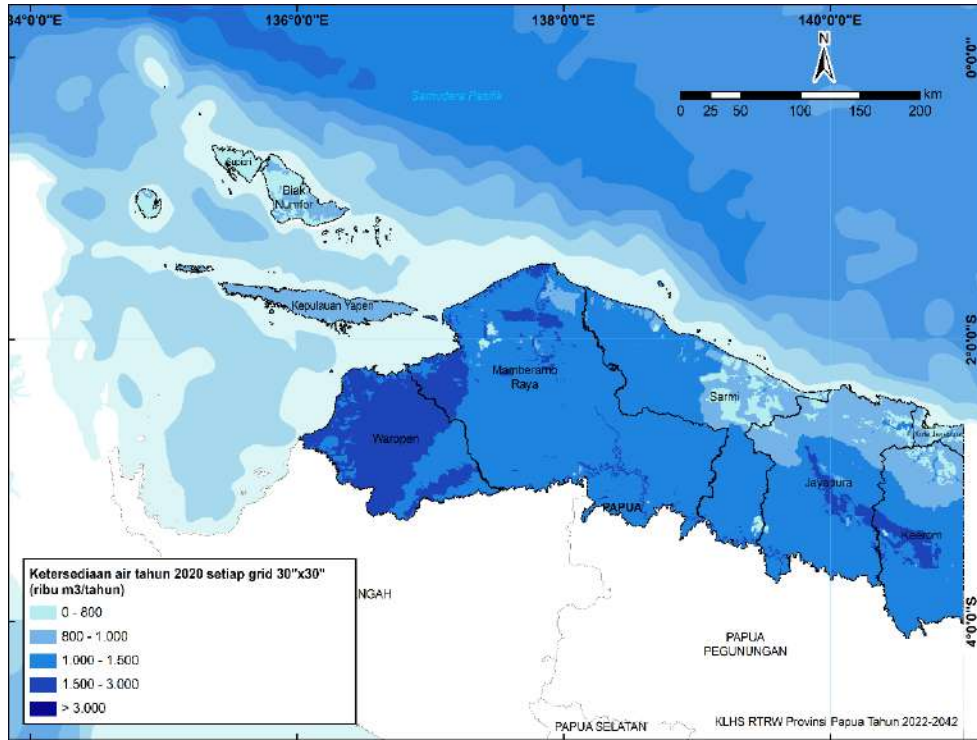 34°0'0"E
136°0'0"E
138°0'0"E
140°0'0"E
N
0°0'0"
Samudera Pasifik
km
0 25 50 100 150 200
Supiori
Biak
Numfor
Kepulauan Yapen
2°0'0"S
Mamberamo
Raya
Sarmi
Waropen
Kota Jayapura
Jayapura
PAPUA
Keerom
Ketersediaan air tahun 2020 setiap grid 30"x30"
(ribu m3/tahun)
0 - 800
800 - 1.000
1.000 - 1.500
1.500 - 3.000
> 3.000
NGAH
4°0'0"S
PAPUA
PEGUNUNGAN
PAPUA SELATAN
KLHS RTRW Provinsi Papua Tahun 2022-2042